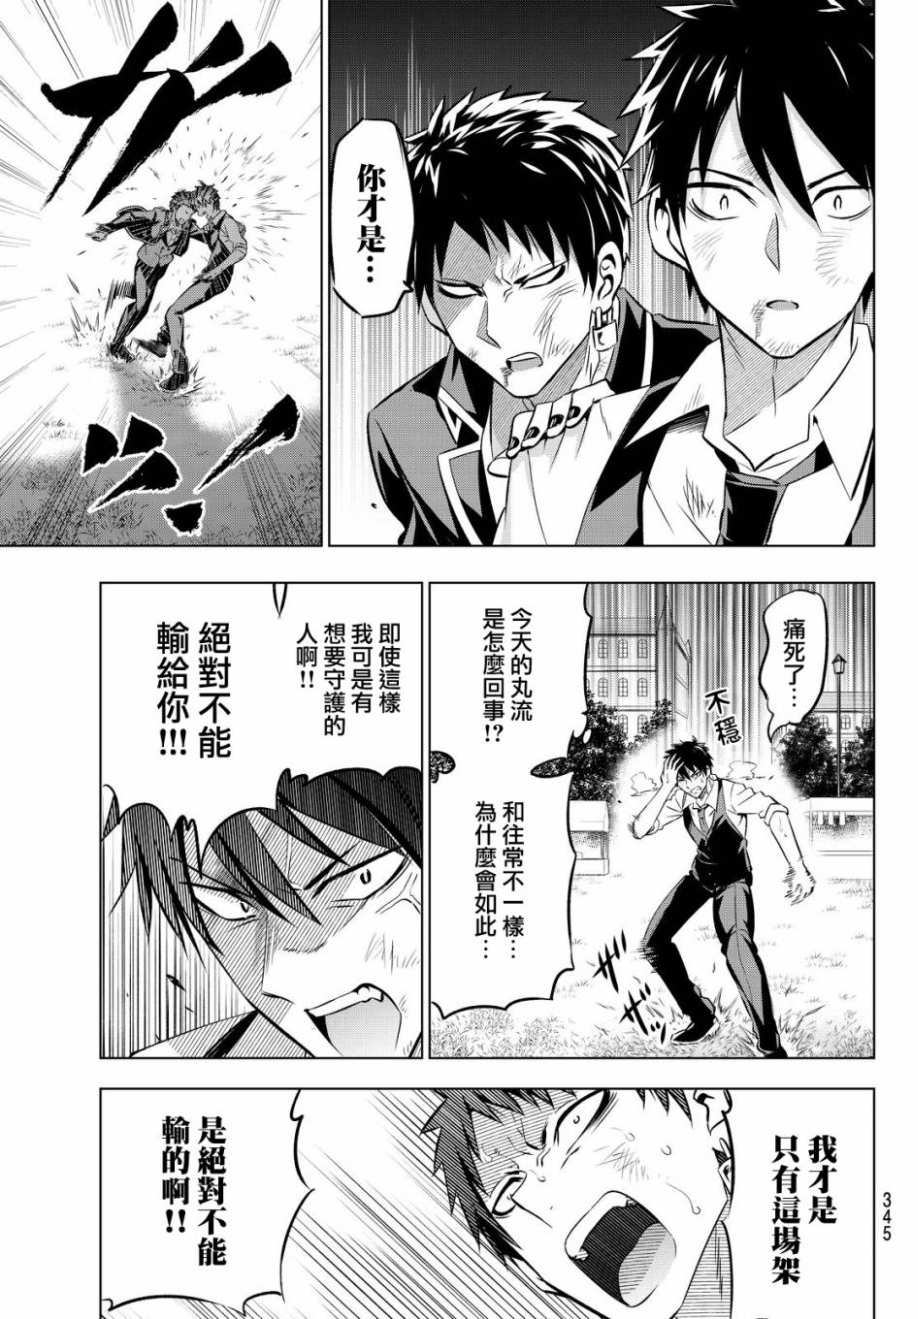 你才是…
ガッ!
痛死了…
不穩
ザザ
今天的丸流
是怎麼回事!?
和往常不一樣…
為什麼會如此…
即使這樣
我可是有
想要守護的
人啊!!
絕對不能
輸給你!!!
我才是
只有這場架
是絕對不能
輸的啊!!
345